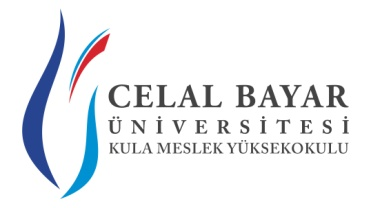 CELAL BAYAR
ÜNİVERSİTESİ
KULA MESLEK YÜKSEKOKULU